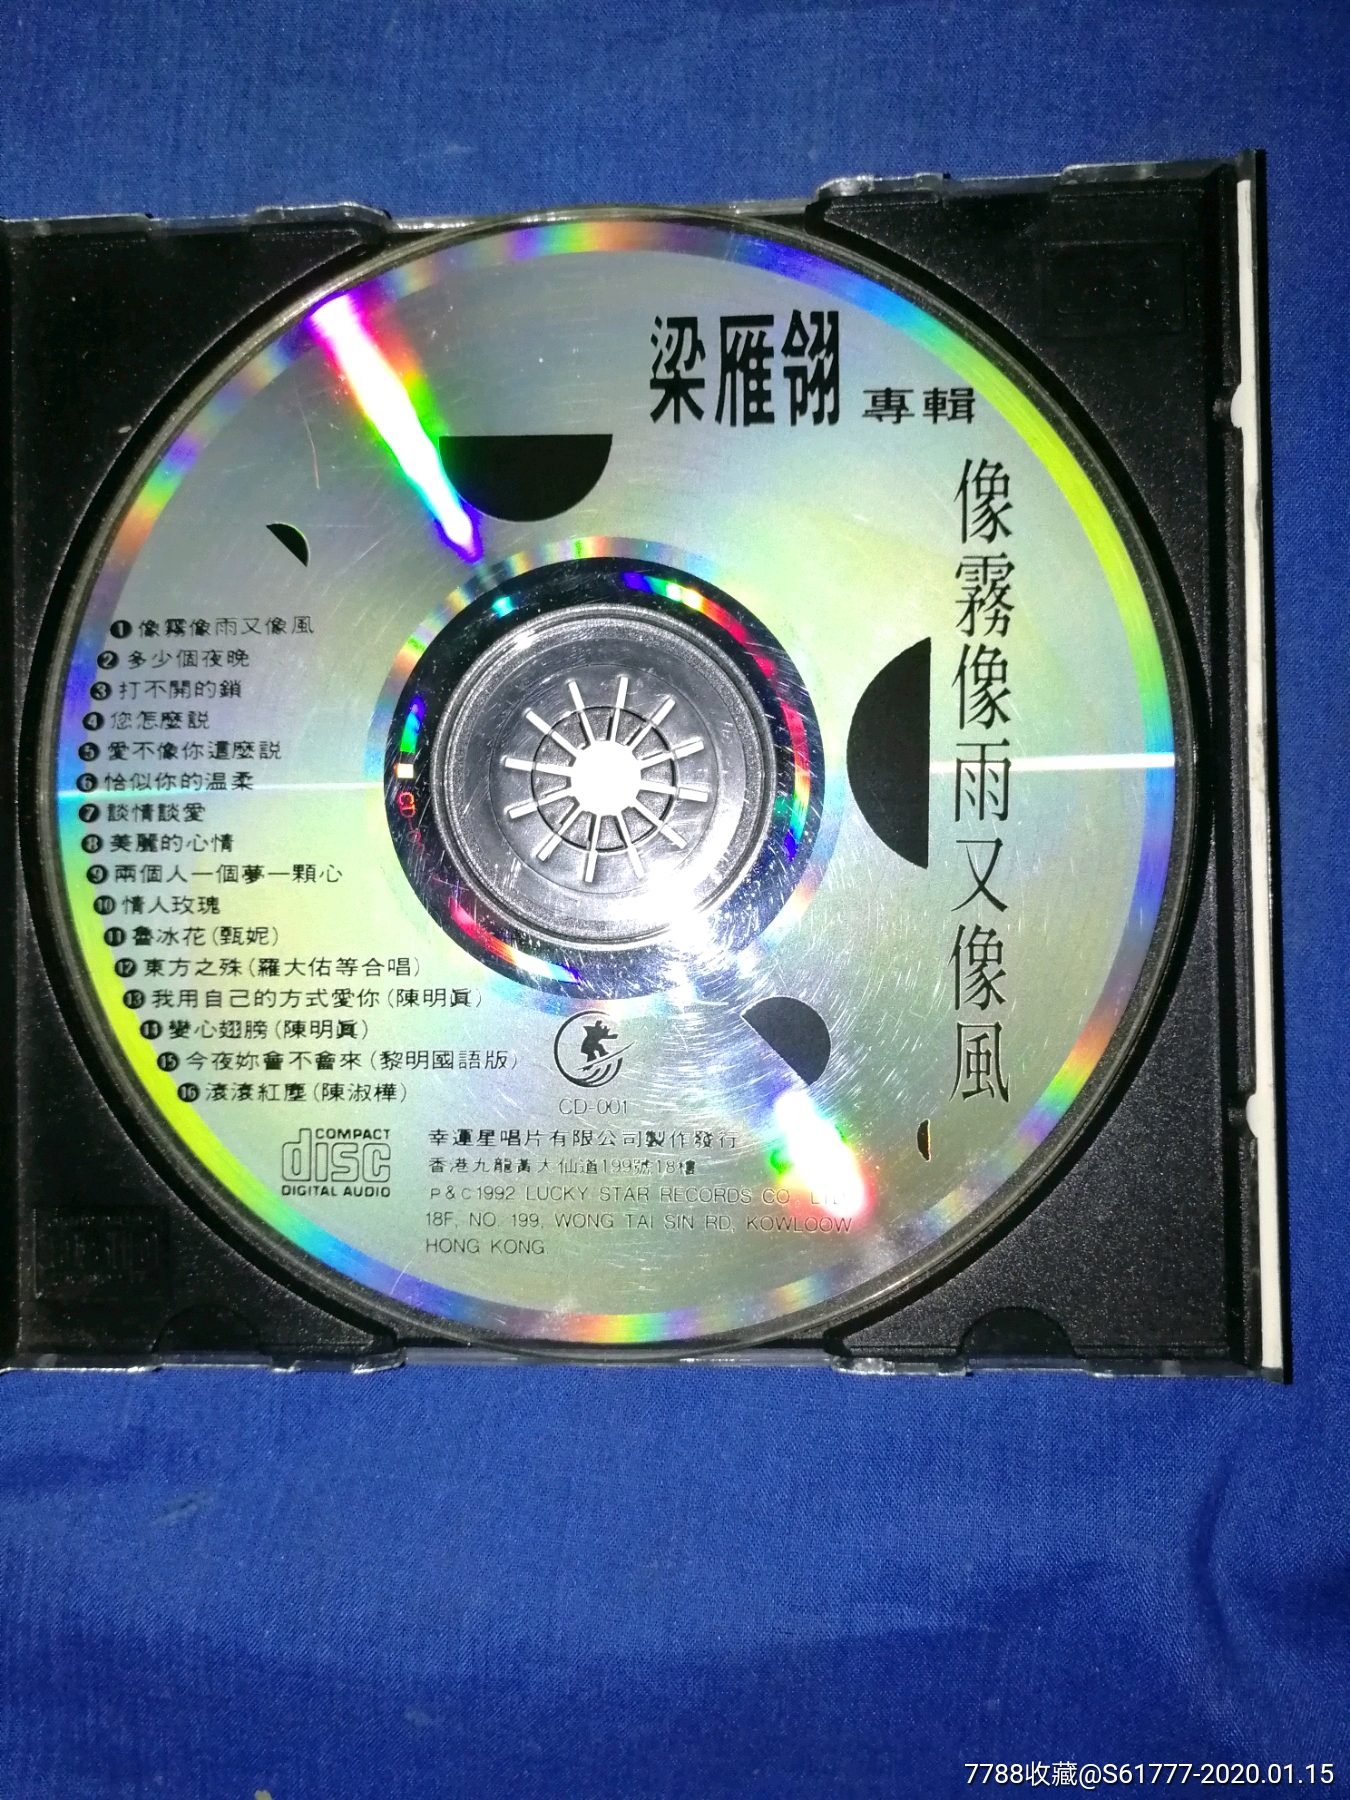 梁雁翎 專輯
像霧像雨又像風
❶像霧像雨又像風
❷多少個夜晚
❸打不開的鎖
❹您怎麼説
❺愛不像你這麼説
❻恰似你的温柔
❼談情談愛
❽美麗的心情
❾兩個人一個夢一顆心
❿情人玫瑰
⓫魯冰花(甄妮)
⓬東方之殊(羅大佑等合唱)
⓭我用自己的方式愛你(陳明眞)
⓮變心翅膀(陳明眞)
⓯今夜妳會不會來(黎明國語版)
⓰滾滾紅塵(陳淑樺)
CD-001
COMPACT
disc
DIGITAL AUDIO
幸運星唱片有限公司製作發行
香港九龍黃大仙道199號18樓
P & C 1992 LUCKY STAR RECORDS CO. LTD
18F, NO. 199, WONG TAI SIN RD, KOWLOOW
HONG KONG
CD-
7788收藏@S61777-2020.01.15